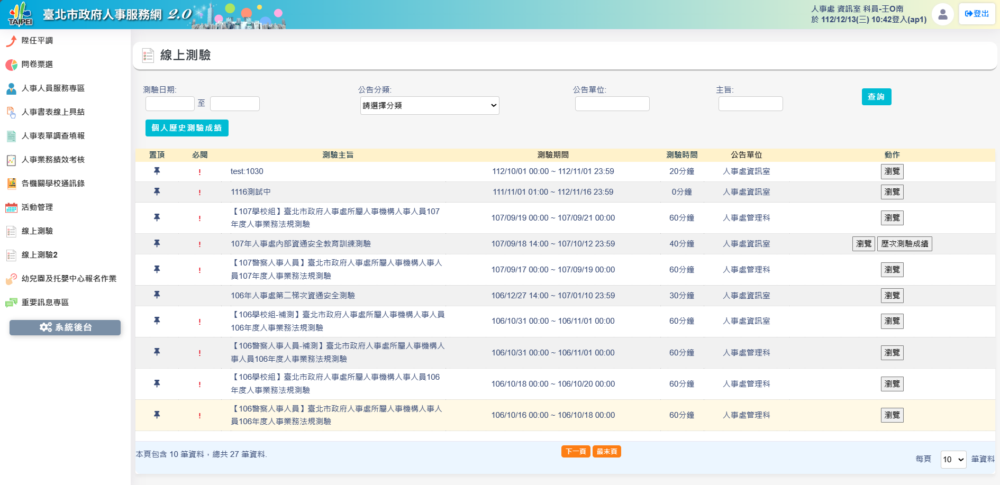 TAIPEI
臺北市政府人事服務網 2.0
人事處 資訊室 科員-王O南
於 112/12/13(三) 10:42登入(ap1)
登出
陞任平調
問卷票選
人事人員服務專區
人事書表線上具結
人事表單調查填報
人事業務績效考核
各機關學校通訊錄
活動管理
線上測驗
線上測驗2
幼兒園及托嬰中心報名作業
重要訊息專區
系統後台
線上測驗
測驗日期:
至
公告分類:
請選擇分類
公告單位:
主旨:
查詢
個人歷史測驗成績
置頂 必閱 測驗主旨 測驗期間 測驗時間 公告單位 動作
! test:1030 112/10/01 00:00 ~ 112/11/01 23:59 20分鐘 人事處資訊室 瀏覽
! 1116測試中 111/11/01 01:00 ~ 112/11/16 23:59 0分鐘 人事處資訊室 瀏覽
! 【107學校組】臺北市政府人事處所屬人事機構人事人員107
年度人事業務法規測驗 107/09/19 00:00 ~ 107/09/21 00:00 60分鐘 人事處管理科 瀏覽
! 107年人事處內部資通安全教育訓練測驗 107/09/18 14:00 ~ 107/10/12 23:59 40分鐘 人事處資訊室 瀏覽 歷次測驗成績
! 【107警察人事人員】臺北市政府人事處所屬人事機構人事人
員107年度人事業務法規測驗 107/09/17 00:00 ~ 107/09/19 00:00 60分鐘 人事處管理科 瀏覽
! 106年人事處第二梯次資通安全測驗 106/12/27 14:00 ~ 107/01/10 23:59 30分鐘 人事處資訊室 瀏覽
! 【106學校組-補測】臺北市政府人事處所屬人事機構人事人員
106年度人事業務法規測驗 106/10/31 00:00 ~ 106/11/01 00:00 60分鐘 人事處資訊室 瀏覽
! 【106警察人事人員-補測】臺北市政府人事處所屬人事機構人
事人員106年度人事業務法規測驗 106/10/31 00:00 ~ 106/11/01 00:00 60分鐘 人事處管理科 瀏覽
! 【106學校組】臺北市政府人事處所屬人事機構人事人員106
年度人事業務法規測驗 106/10/18 00:00 ~ 106/10/20 00:00 60分鐘 人事處管理科 瀏覽
! 【106警察人事人員】臺北市政府人事處所屬人事機構人事人
員106年度人事業務法規測驗 106/10/16 00:00 ~ 106/10/18 00:00 60分鐘 人事處管理科 瀏覽
本頁包含 10 筆資料，總共 27 筆資料.
下一頁 最末頁
每頁 10 筆資料